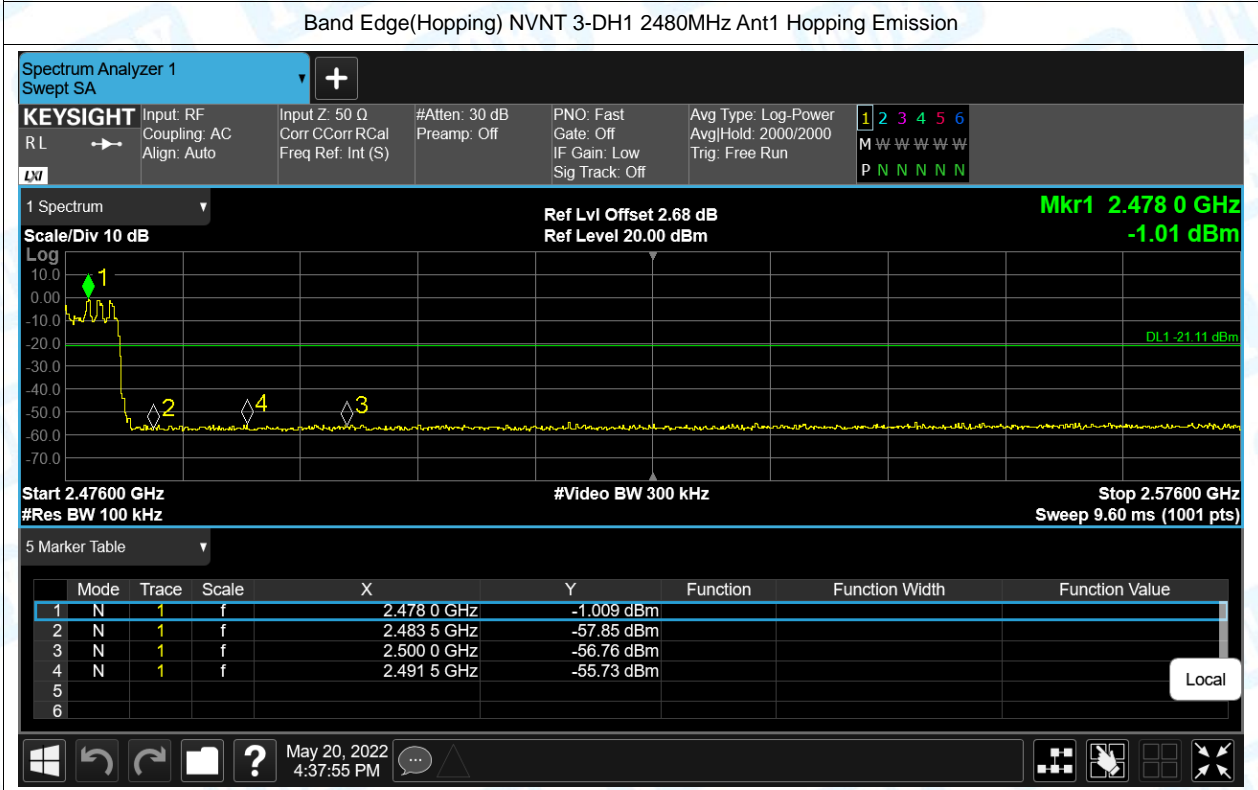 Band Edge(Hopping) NVNT 3-DH1 2480MHz Ant1 Hopping Emission
Spectrum Analyzer 1
Swept SA
KEYSIGHT Input: RF Input Z: 50 Ω #Atten: 30 dB PNO: Fast Avg Type: Log-Power 1 2 3 4 5 6
RL Coupling: AC Corr CCorr RCal Preamp: Off Gate: Off Avg|Hold: 2000/2000 M W W W W W
Align: Auto Freq Ref: Int (S) IF Gain: Low Trig: Free Run
LXI Sig Track: Off P N N N N N
1 Spectrum Ref Lvl Offset 2.68 dB Mkr1 2.478 0 GHz
Scale/Div 10 dB Ref Level 20.00 dBm -1.01 dBm
Log
10.0 1
0.00
-10.0
-20.0 DL1 -21.11 dBm
-30.0
-40.0
-50.0 2 4 3
-60.0
-70.0
Start 2.47600 GHz #Video BW 300 kHz Stop 2.57600 GHz
#Res BW 100 kHz Sweep 9.60 ms (1001 pts)
5 Marker Table
Mode Trace Scale X Y Function Function Width Function Value
1 N 1 f 2.478 0 GHz -1.009 dBm
2 N 1 f 2.483 5 GHz -57.85 dBm
3 N 1 f 2.500 0 GHz -56.76 dBm
4 N 1 f 2.491 5 GHz -55.73 dBm
5
6
Local
? May 20, 2022
4:37:55 PM